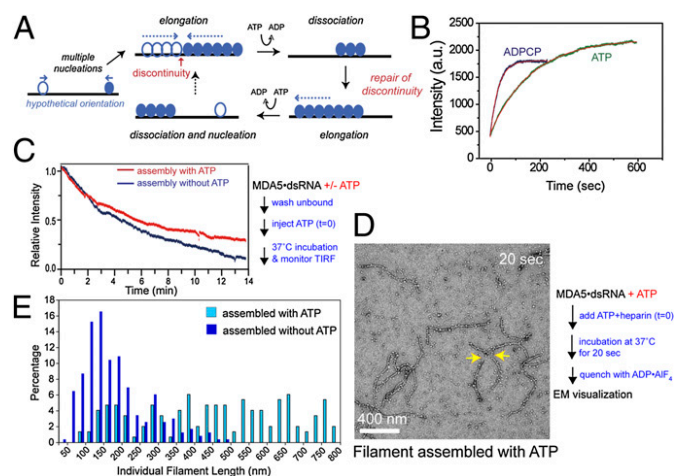 A
elongation
ATP ADP
dissociation
multiple
nucleations
discontinuity
repair of
discontinuity
hypothetical orientation
ADP ATP
dissociation and nucleation
elongation
B
Intensity (a.u.)
2500
2000
1500
1000
500
0
ADPCP
ATP
0 200 400 600 800
Time (sec)
C
Relative Intensity
1.0
0.8
0.6
0.4
0.2
0.0
assembly with ATP
assembly without ATP
0 2 4 6 8 10 12 14
Time (min)
MDA5•dsRNA +/- ATP
wash unbound
inject ATP (t=0)
37˚C incubation
& monitor TIRF
D
20 sec
400 nm
Filament assembled with ATP
MDA5•dsRNA + ATP
add ATP+heparin (t=0)
incubation at 37˚C
for 20 sec
quench with ADP•AlF4
EM visualization
E
Percentage
18
16
14
12
10
8
6
4
2
0
assembled with ATP
assembled without ATP
50 100 150 200 250 300 350 400 450 500 550 600 650 700 750 800
Individual Filament Length (nm)